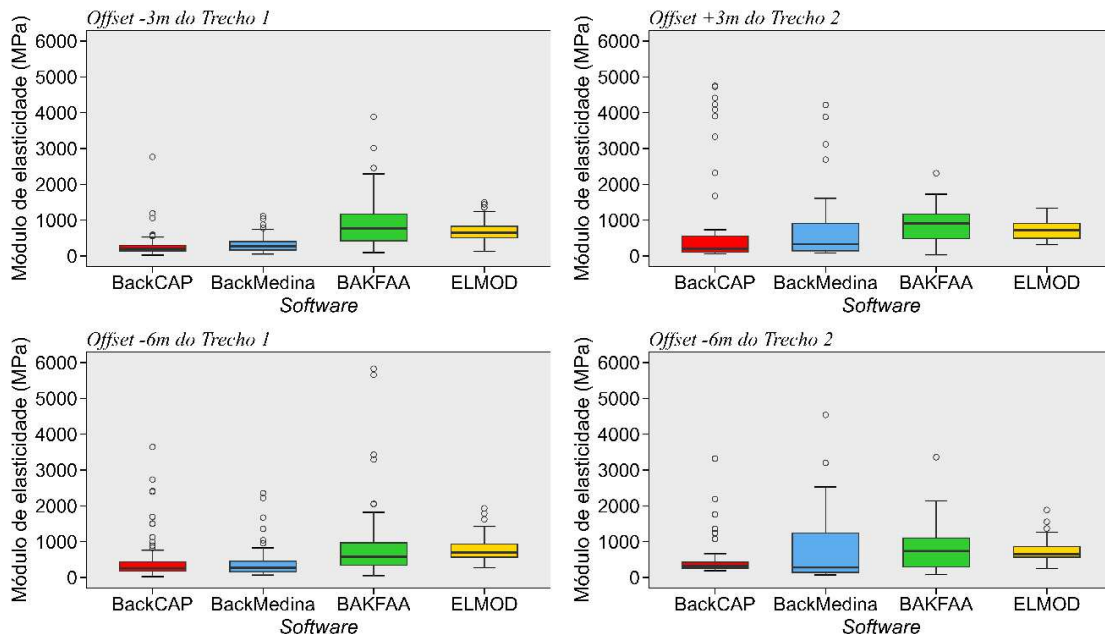 Offset -3m do Trecho 1
Módulo de elasticidade (MPa)
6000
5000
4000
3000
2000
1000
0
BackCAP BackMedina BAKFAA ELMOD
Software
Offset +3m do Trecho 2
Módulo de elasticidade (MPa)
6000
5000
4000
3000
2000
1000
0
BackCAP BackMedina BAKFAA ELMOD
Software
Offset -6m do Trecho 1
Módulo de elasticidade (MPa)
6000
5000
4000
3000
2000
1000
0
BackCAP BackMedina BAKFAA ELMOD
Software
Offset -6m do Trecho 2
Módulo de elasticidade (MPa)
6000
5000
4000
3000
2000
1000
0
BackCAP BackMedina BAKFAA ELMOD
Software